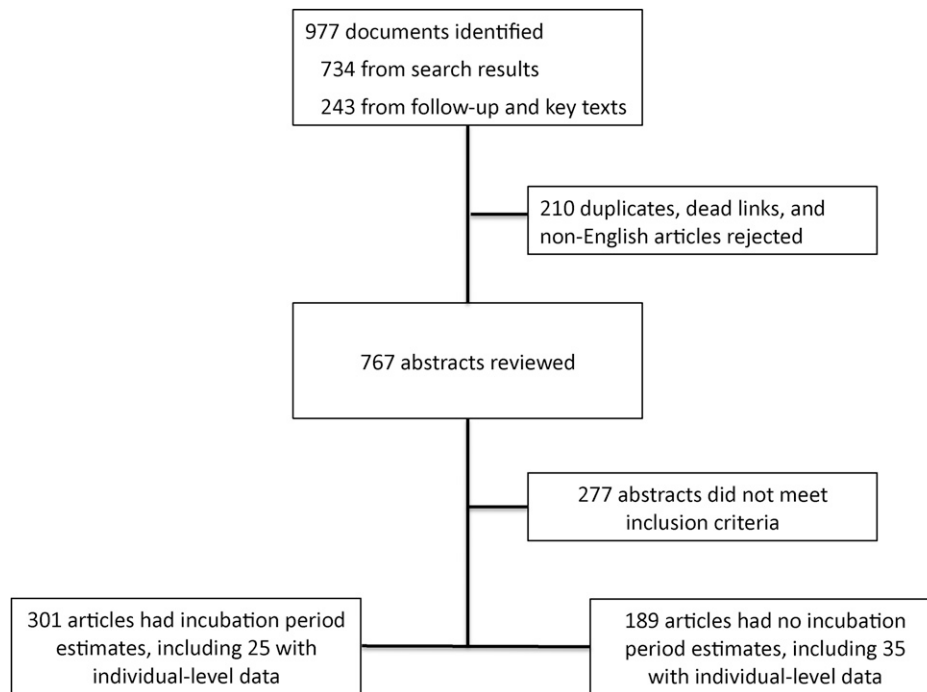 977 documents identified
734 from search results
243 from follow-up and key texts
210 duplicates, dead links, and
non-English articles rejected
767 abstracts reviewed
277 abstracts did not meet
inclusion criteria
301 articles had incubation period
estimates, including 25 with
individual-level data
189 articles had no incubation
period estimates, including 35
with individual-level data